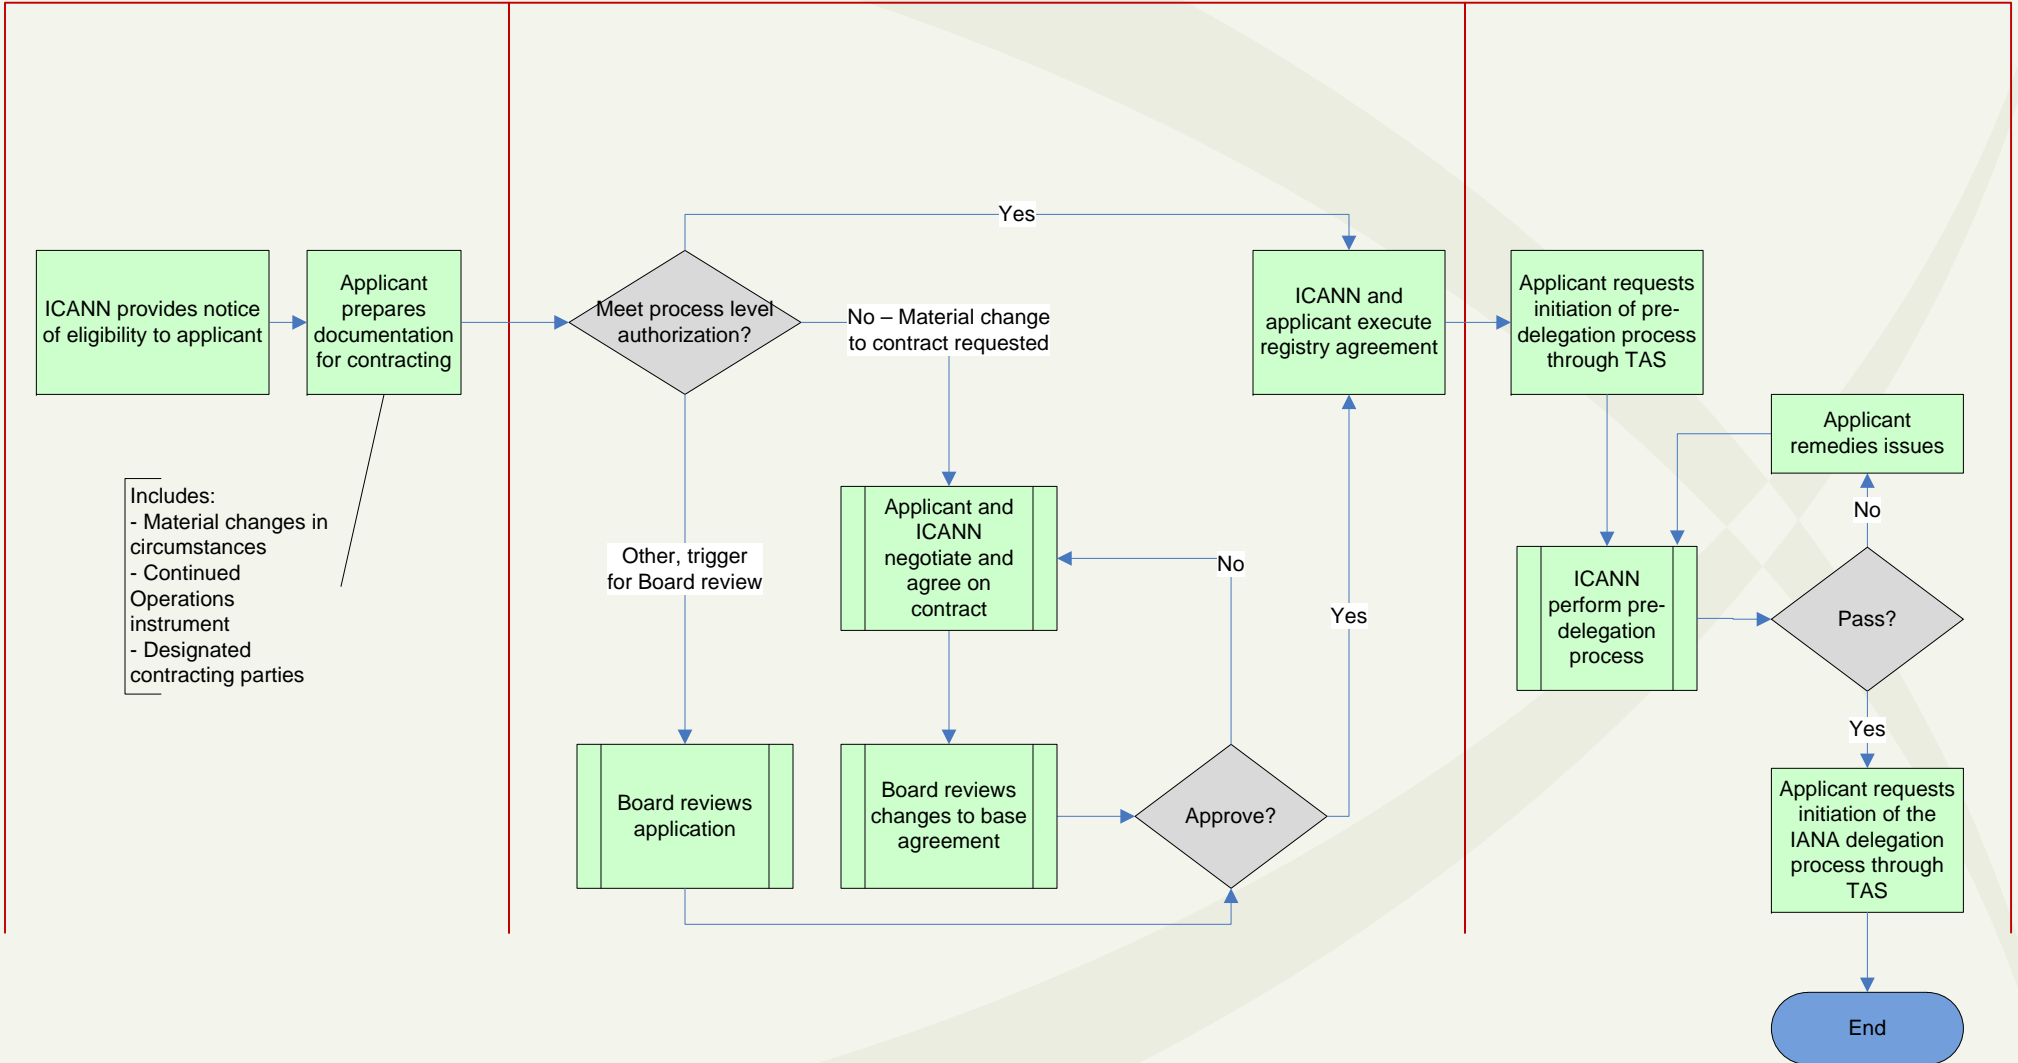 ICANN provides notice
of eligibility to applicant
Applicant
prepares
documentation
for contracting
Includes:
- Material changes in
circumstances
- Continued
Operations
instrument
- Designated
contracting parties
Meet process level
authorization?
Yes
No – Material change
to contract requested
Other, trigger
for Board review
Applicant and
ICANN
negotiate and
agree on
contract
Board reviews
application
Board reviews
changes to base
agreement
Approve?
No
Yes
ICANN and
applicant execute
registry agreement
Applicant requests
initiation of pre-
delegation process
through TAS
Applicant
remedies issues
No
ICANN
perform pre-
delegation
process
Pass?
Yes
Applicant requests
initiation of the
IANA delegation
process through
TAS
End